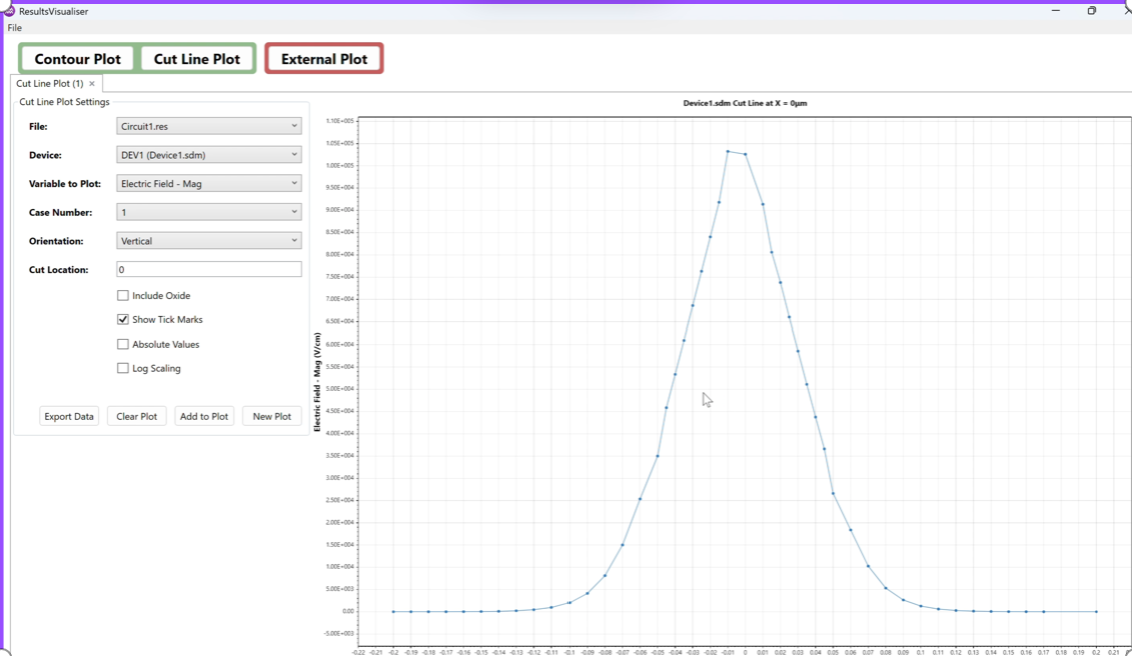 ResultsVisualiser
File
Contour Plot
Cut Line Plot
External Plot
Cut Line Plot (1) ×
Cut Line Plot Settings
File:
Circuit1.res
Device:
DEV1 (Device1.sdm)
Variable to Plot:
Electric Field - Mag
Case Number:
1
Orientation:
Vertical
Cut Location:
0
Include Oxide
Show Tick Marks
Absolute Values
Log Scaling
Export Data
Clear Plot
Add to Plot
New Plot
Device1.sdm Cut Line at X = 0µm
Electric Field - Mag (V/cm)
1.10E+005
1.05E+005
1.00E+005
9.50E+004
9.00E+004
8.50E+004
8.00E+004
7.50E+004
7.00E+004
6.50E+004
6.00E+004
5.50E+004
5.00E+004
4.50E+004
4.00E+004
3.50E+004
3.00E+004
2.50E+004
2.00E+004
1.50E+004
1.00E+004
5.00E+003
0.00
-5.00E+003
-0.22 -0.21 -0.2 -0.19 -0.18 -0.17 -0.16 -0.15 -0.14 -0.13 -0.12 -0.11 -0.1 -0.09 -0.08 -0.07 -0.06 -0.05 -0.04 -0.03 -0.02 -0.01 0 0.01 0.02 0.03 0.04 0.05 0.06 0.07 0.08 0.09 0.1 0.11 0.12 0.13 0.14 0.15 0.16 0.17 0.18 0.19 0.2 0.21